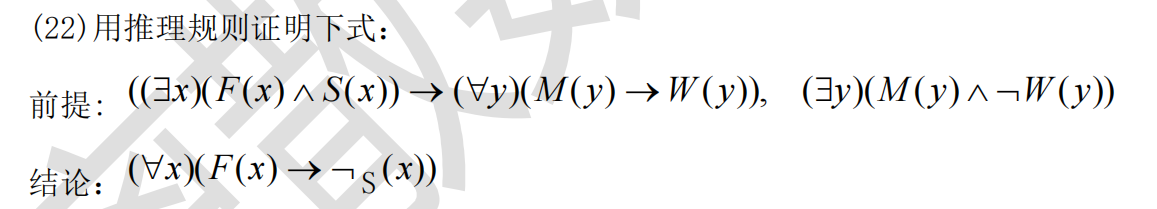 (22)用推理规则证明下式：
前提： ((∃x)(F(x)∧S(x))→(∀y)(M(y)→W(y)), (∃y)(M(y)∧¬W(y))
结论：(∀x)(F(x)→¬S(x))